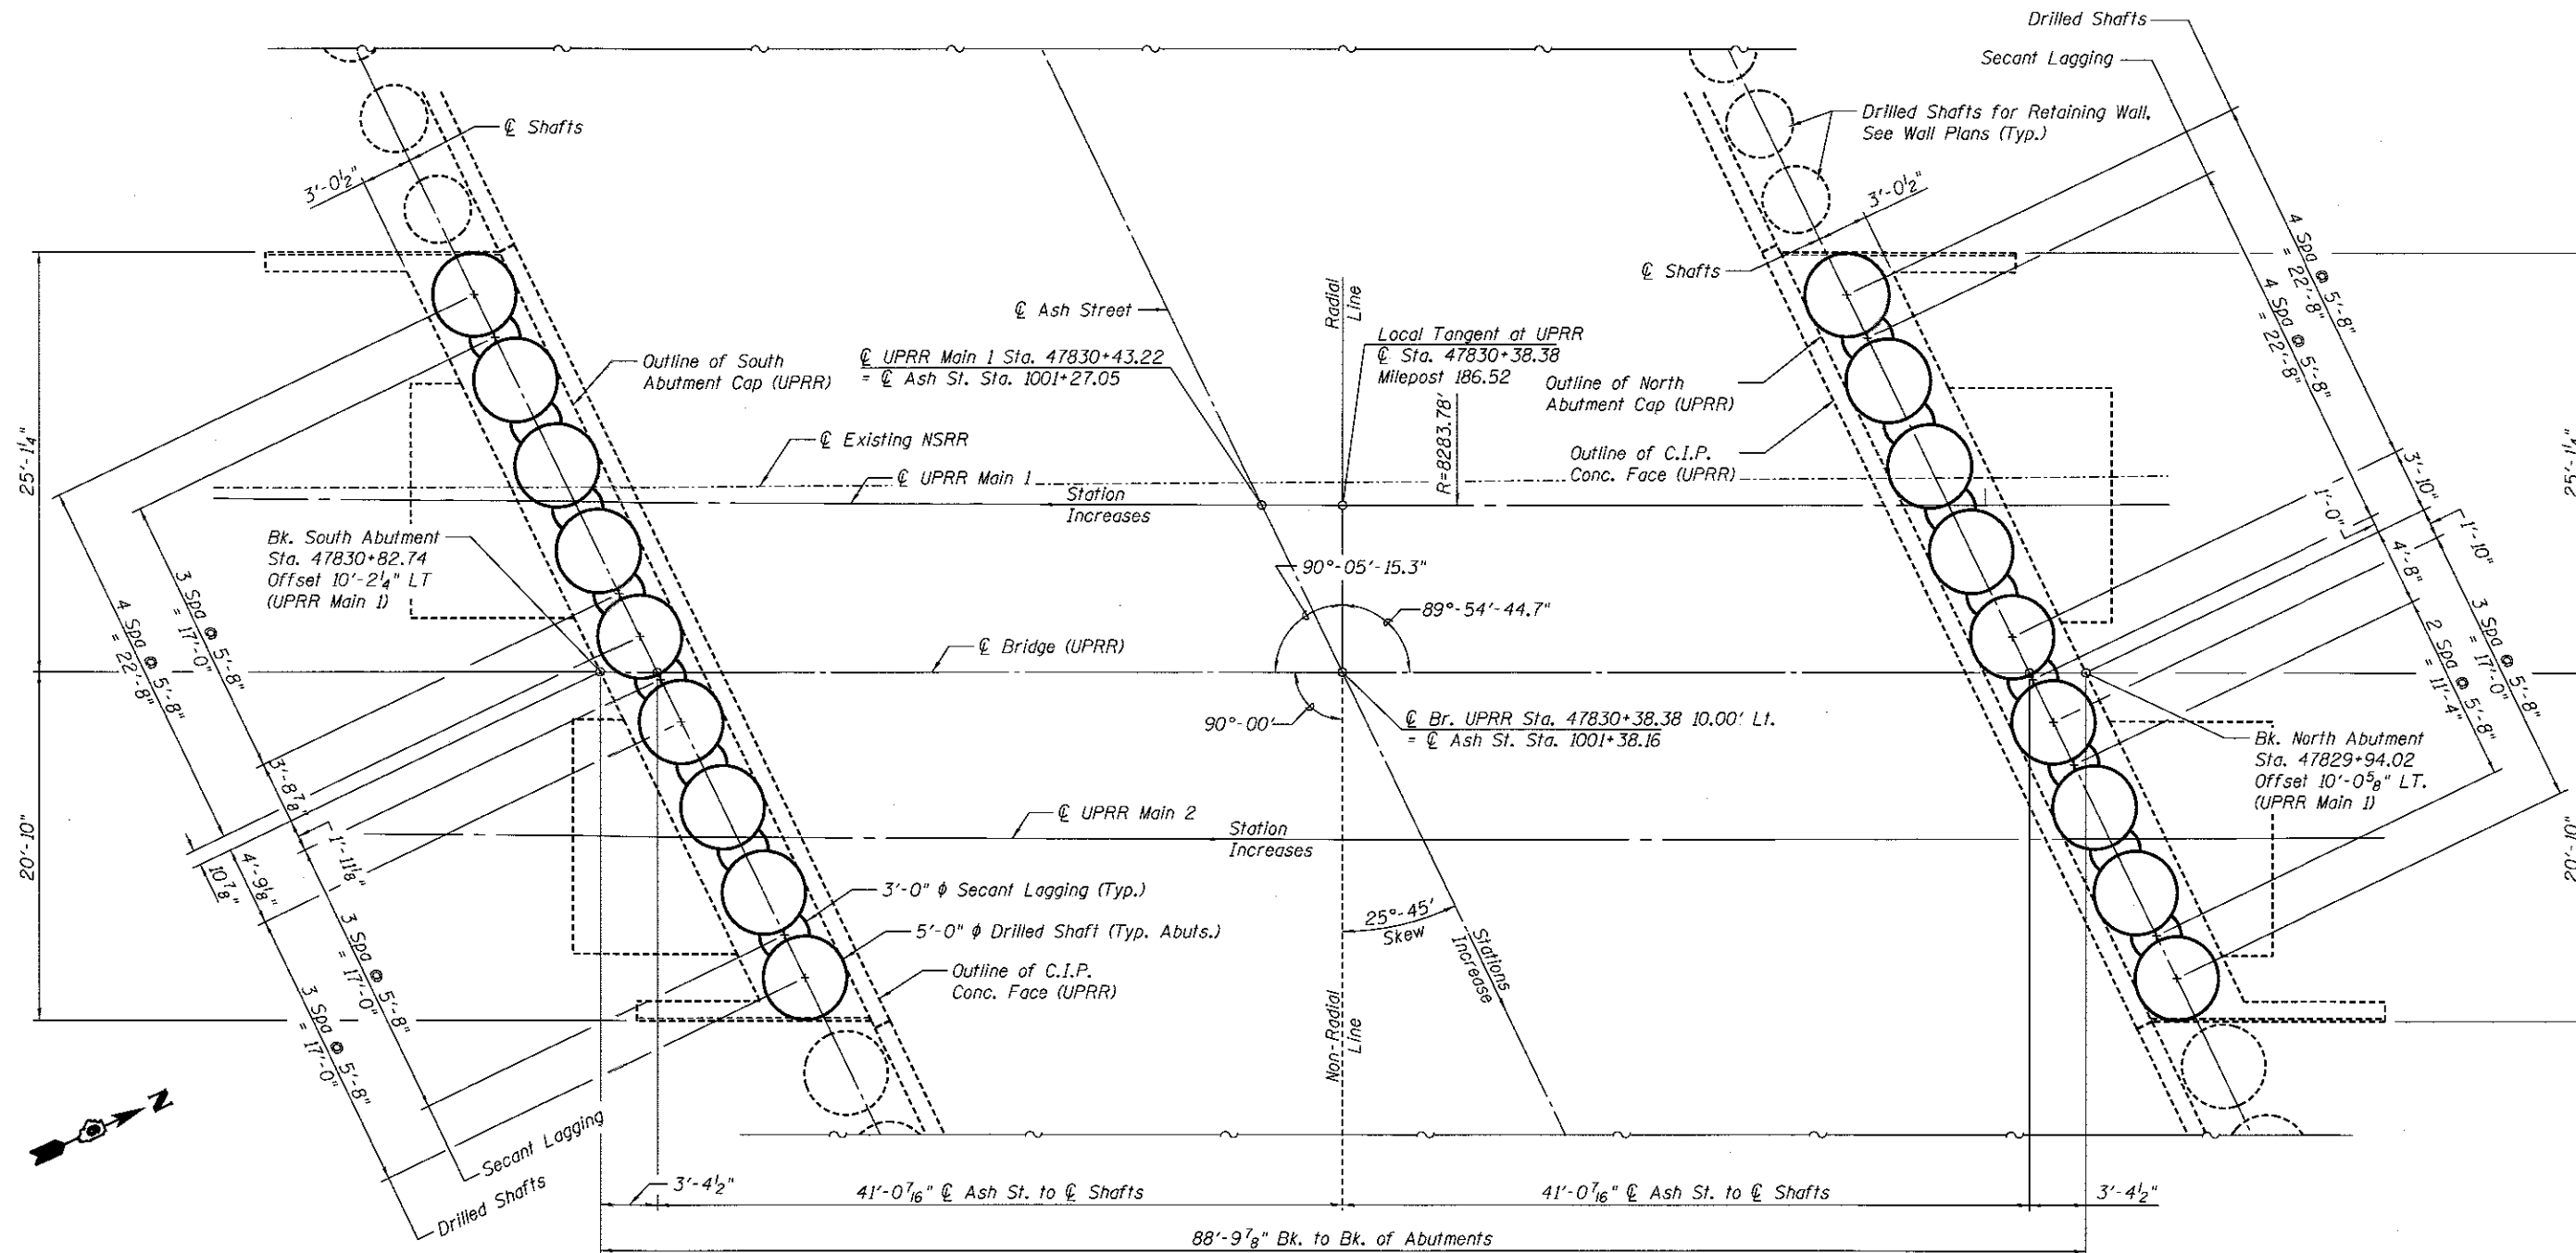 Drilled Shafts
Secant Lagging
Drilled Shafts for Retaining Wall,
See Wall Plans (Typ.)
℄ Shafts
3'-0½"
3'-0½"
℄ Shafts
4 Spa @ 5'-8"
= 22'-8"
4 Spa @ 5'-8"
= 22'-8"
℄ Ash Street
Radial
Line
Outline of South
Abutment Cap (UPRR)
℄ UPRR Main 1 Sta. 47830+43.22
= ℄ Ash St. Sta. 1001+27.05
Local Tangent at UPRR
℄ Sta. 47830+38.38
Milepost 186.52
R=8283.78'
Outline of North
Abutment Cap (UPRR)
℄ Existing NSRR
℄ UPRR Main 1
Station
Increases
Outline of C.I.P.
Conc. Face (UPRR)
25'-1¼"
25'-1¼"
3'-10"
1'-0"
1'-10"
4'-8"
Bk. South Abutment
Sta. 47830+82.74
Offset 10'-2¼" LT
(UPRR Main 1)
90°-05'-15.3"
89°-54'-44.7"
3 Spa @ 5'-8"
= 17'-0"
4 Spa @ 5'-8"
= 22'-8"
3 Spa @ 5'-8"
= 17'-0"
2 Spa @ 5'-8"
= 11'-4"
℄ Bridge (UPRR)
90°-00'
℄ Br. UPRR Sta. 47830+38.38 10.00' Lt.
= ℄ Ash St. Sta. 1001+38.16
Bk. North Abutment
Sta. 47829+94.02
Offset 10'-0⅝" LT.
(UPRR Main 1)
3'-8⅞"
1'-11⅛"
4'-9⅛"
10⅞"
℄ UPRR Main 2
Station
Increases
20'-10"
20'-10"
3'-0" ϕ Secant Lagging (Typ.)
5'-0" ϕ Drilled Shaft (Typ. Abuts.)
Outline of C.I.P.
Conc. Face (UPRR)
25°-45'
Skew
Stations
Increase
3 Spa @ 5'-8"
= 17'-0"
3 Spa @ 5'-8"
= 17'-0"
Non-Radial
Line
N
Secant Lagging
Drilled Shafts
3'-4½"
41'-0 7/16" ℄ Ash St. to ℄ Shafts
41'-0 7/16" ℄ Ash St. to ℄ Shafts
3'-4½"
88'-9⅞" Bk. to Bk. of Abutments